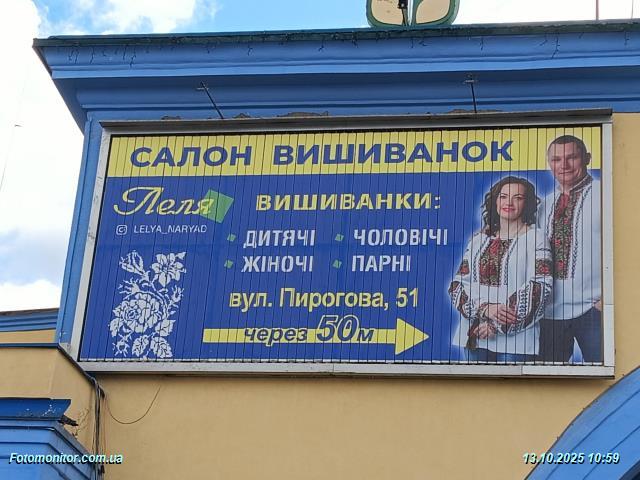 САЛОН ВИШИВАНОК
Леля
LELYA_NARYAD
ВИШИВАНКИ:
ДИТЯЧІ
ЧОЛОВІЧІ
ЖІНОЧІ
ПАРНІ
вул. Пирогова, 51
через 50м
Fotomonitor.com.ua
13.10.2025 10:59